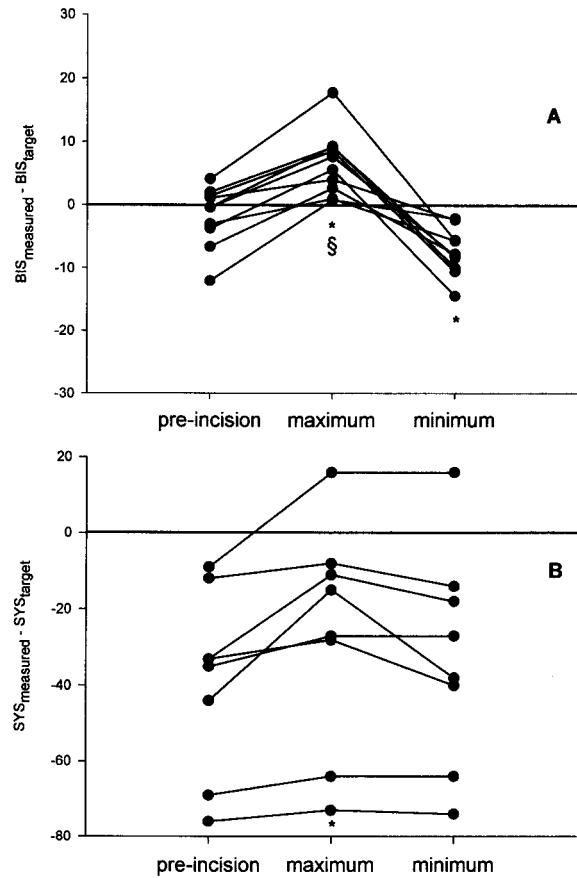 30
20
A
10
0
-10
*
§
*
-20
-30
BISmeasured - BIStarget
pre-incision maximum minimum
20
0
B
-20
-40
-60
-80
*
SYSmeasured - SYStarget
pre-incision maximum minimum